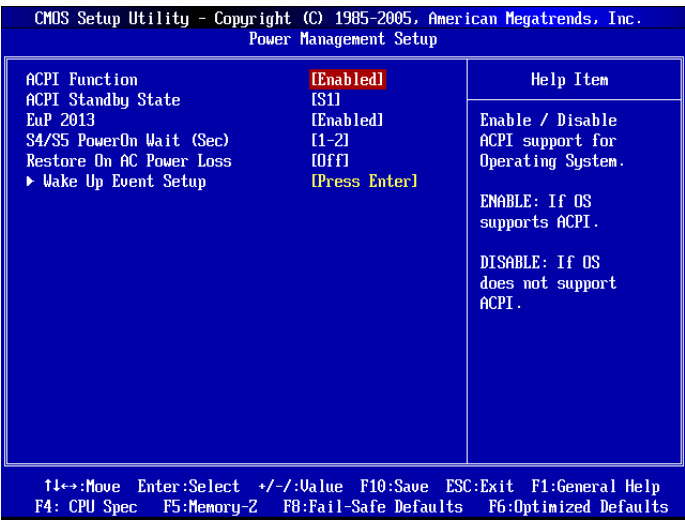 CMOS Setup Utility - Copyright (C) 1985-2005, American Megatrends, Inc.
Power Management Setup
ACPI Function [Enabled]
ACPI Standby State [S1]
EuP 2013 [Enabled]
S4/S5 PowerOn Wait (Sec) [1-2]
Restore On AC Power Loss [Off]
▶ Wake Up Event Setup [Press Enter]
Help Item
Enable / Disable
ACPI support for
Operating System.
ENABLE: If OS
supports ACPI.
DISABLE: If OS
does not support
ACPI.
↑↓↔:Move Enter:Select +/-/:Value F10:Save ESC:Exit F1:General Help
F4: CPU Spec F5:Memory-Z F8:Fail-Safe Defaults F6:Optimized Defaults